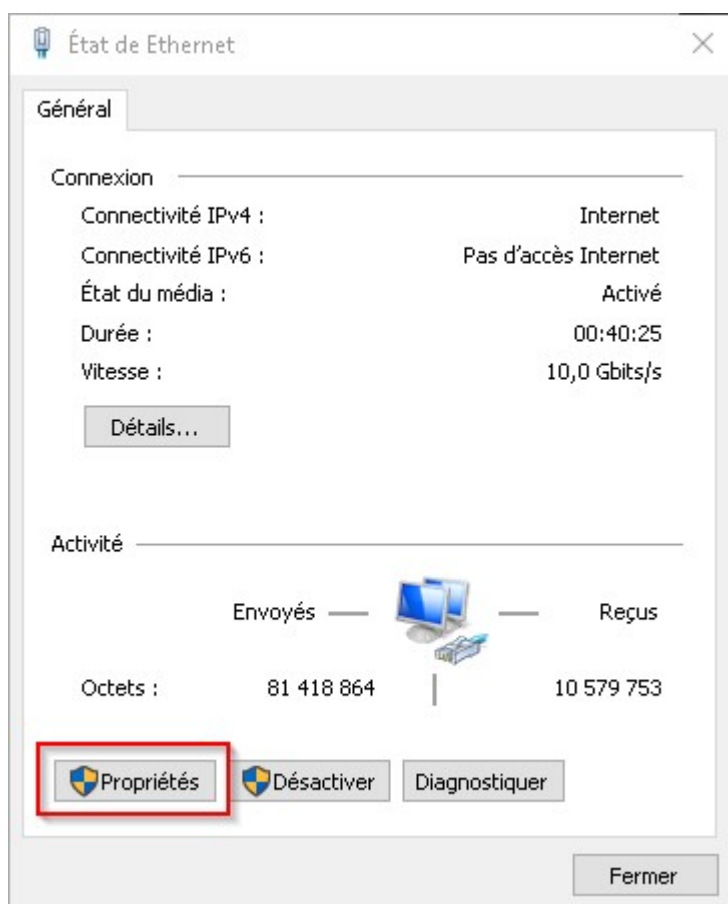 État de Ethernet
Général
Connexion
Connectivité IPv4 : Internet
Connectivité IPv6 : Pas d’accès Internet
État du média : Activé
Durée : 00:40:25
Vitesse : 10,0 Gbits/s
Détails...
Activité
Envoyés Reçus
Octets : 81 418 864 10 579 753
Propriétés Désactiver Diagnostiquer
Fermer